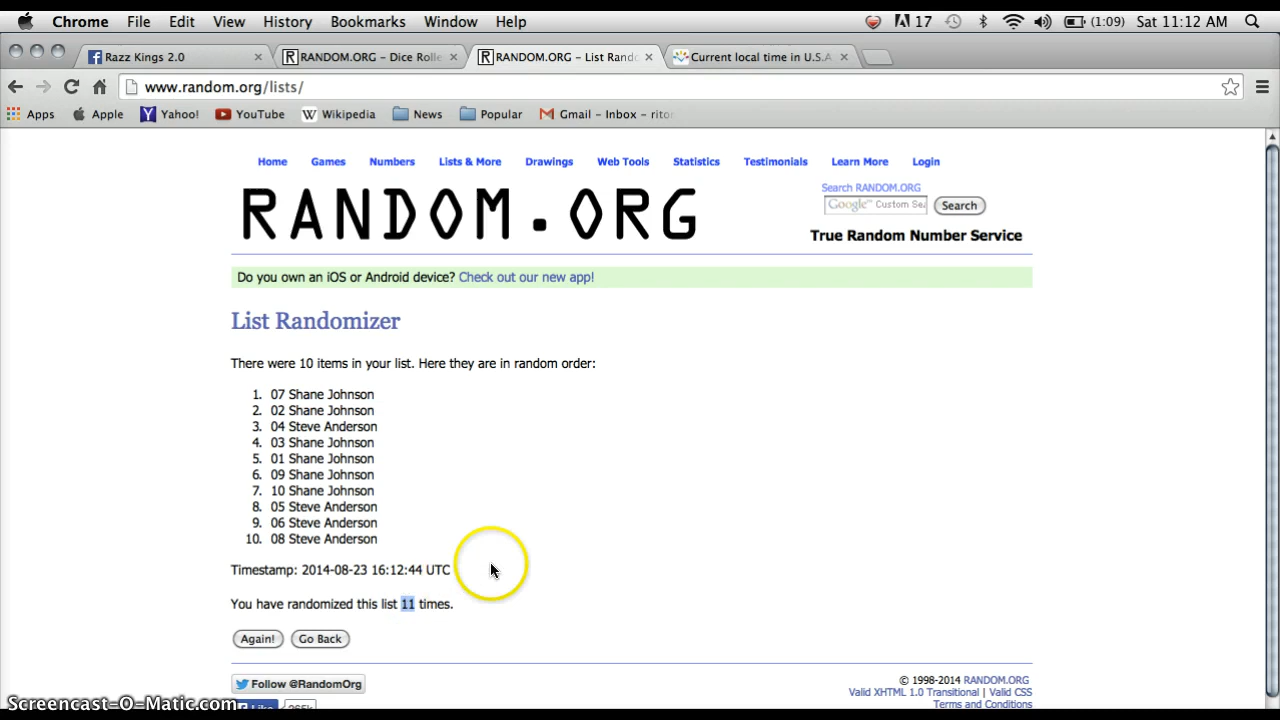 Chrome File Edit View History Bookmarks Window Help 17 (1:09) Sat 11:12 AM
Razz Kings 2.0 RANDOM.ORG - Dice Rolle RANDOM.ORG - List Rando Current local time in U.S.A
www.random.org/lists/
Apps Apple Yahoo! YouTube Wikipedia News Popular Gmail - Inbox - rito
Home Games Numbers Lists & More Drawings Web Tools Statistics Testimonials Learn More Login
RANDOM.ORG
Search RANDOM.ORG
Google™ Custom Sea Search
True Random Number Service
Do you own an iOS or Android device? Check out our new app!
List Randomizer
There were 10 items in your list. Here they are in random order:
1. 07 Shane Johnson
2. 02 Shane Johnson
3. 04 Steve Anderson
4. 03 Shane Johnson
5. 01 Shane Johnson
6. 09 Shane Johnson
7. 10 Shane Johnson
8. 05 Steve Anderson
9. 06 Steve Anderson
10. 08 Steve Anderson
Timestamp: 2014-08-23 16:12:44 UTC
You have randomized this list 11 times.
Again! Go Back
Follow @RandomOrg
Like
© 1998-2014 RANDOM.ORG
Valid XHTML 1.0 Transitional | Valid CSS
Terms and Conditions
Screencast-O-Matic.com